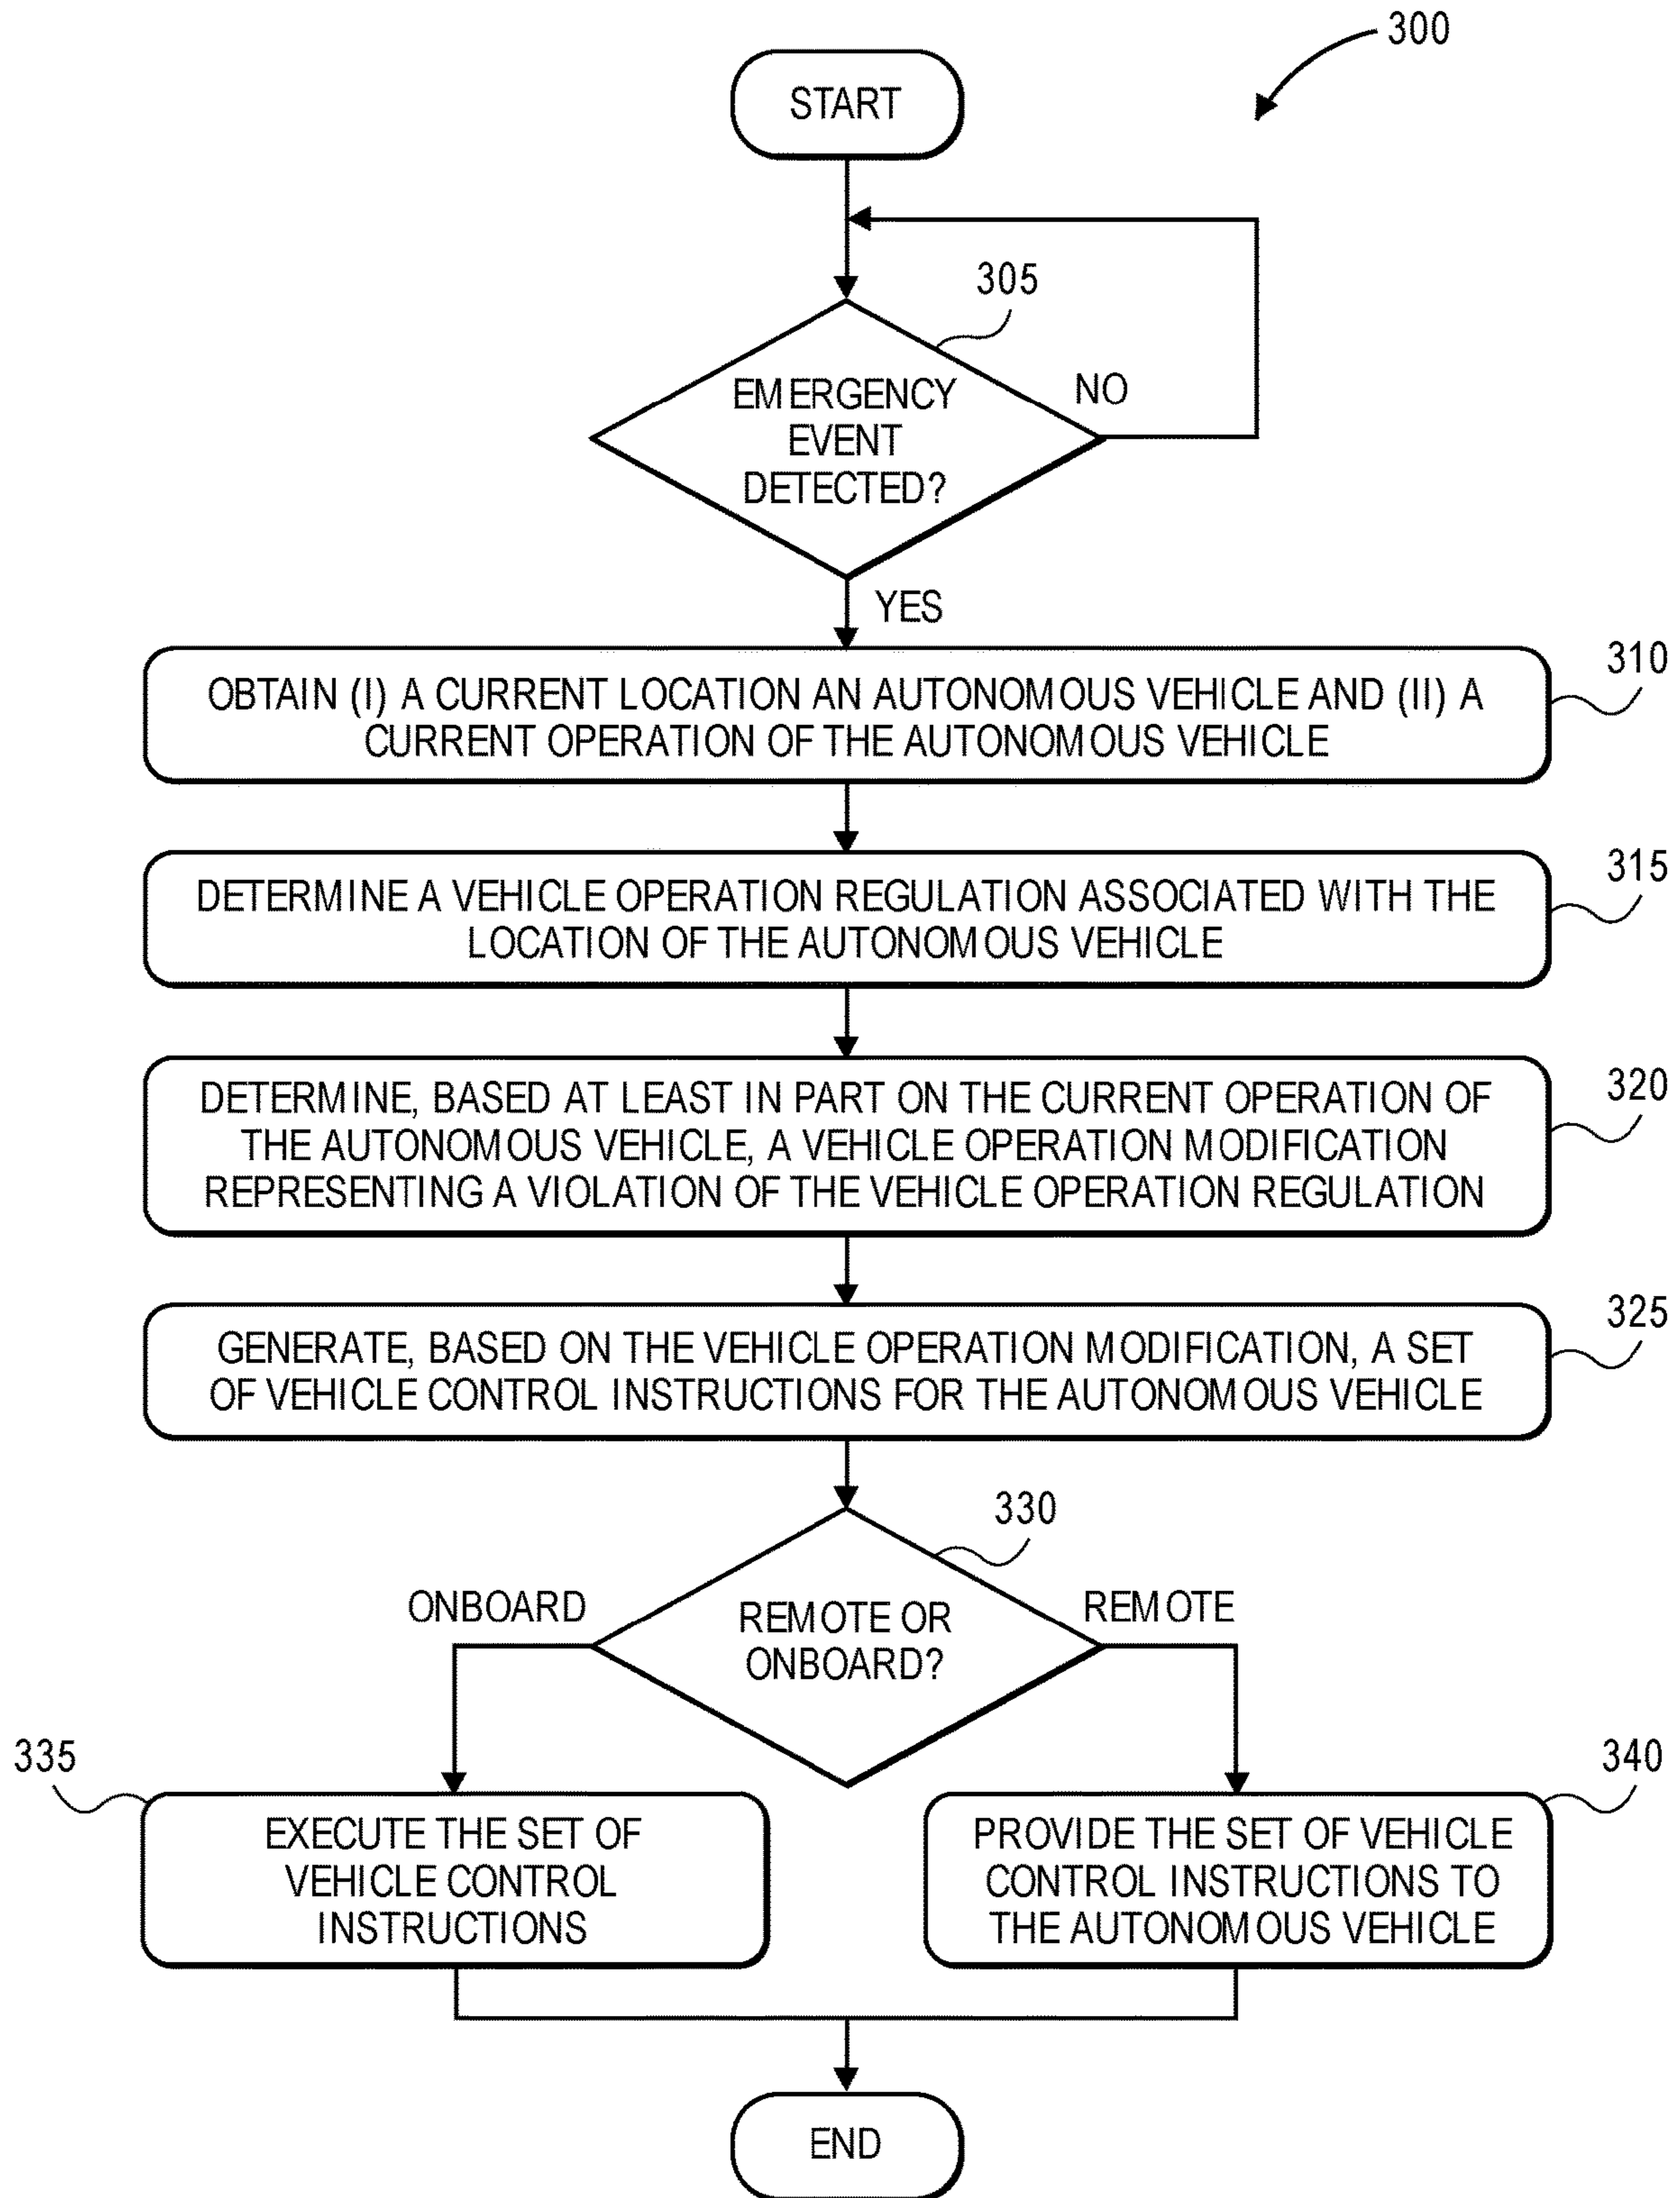 300
START
305
EMERGENCY
EVENT
DETECTED?
NO
YES
310
OBTAIN (I) A CURRENT LOCATION AN AUTONOMOUS VEHICLE AND (II) A
CURRENT OPERATION OF THE AUTONOMOUS VEHICLE
315
DETERMINE A VEHICLE OPERATION REGULATION ASSOCIATED WITH THE
LOCATION OF THE AUTONOMOUS VEHICLE
320
DETERMINE, BASED AT LEAST IN PART ON THE CURRENT OPERATION OF
THE AUTONOMOUS VEHICLE, A VEHICLE OPERATION MODIFICATION
REPRESENTING A VIOLATION OF THE VEHICLE OPERATION REGULATION
325
GENERATE, BASED ON THE VEHICLE OPERATION MODIFICATION, A SET
OF VEHICLE CONTROL INSTRUCTIONS FOR THE AUTONOMOUS VEHICLE
330
ONBOARD
REMOTE OR
ONBOARD?
REMOTE
335
EXECUTE THE SET OF
VEHICLE CONTROL
INSTRUCTIONS
340
PROVIDE THE SET OF VEHICLE
CONTROL INSTRUCTIONS TO
THE AUTONOMOUS VEHICLE
END